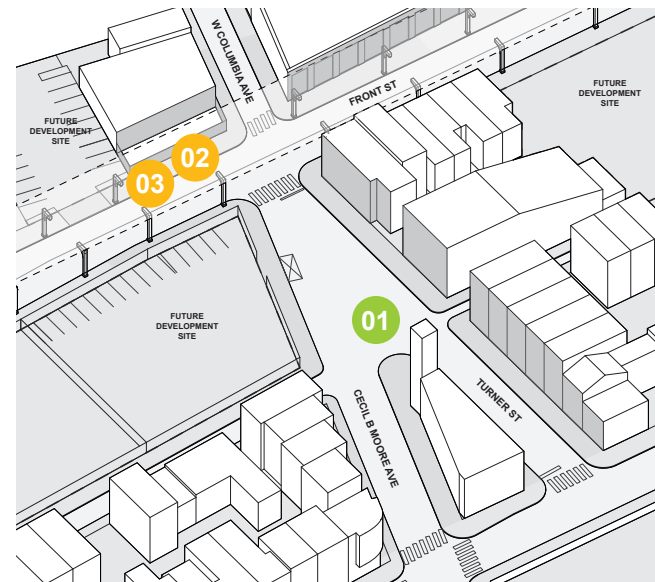 W COLUMBIA AVE
FRONT ST
FUTURE
DEVELOPMENT
SITE
FUTURE
DEVELOPMENT
SITE
02
03
01
FUTURE
DEVELOPMENT
SITE
CECIL B MOORE AVE
TURNER ST